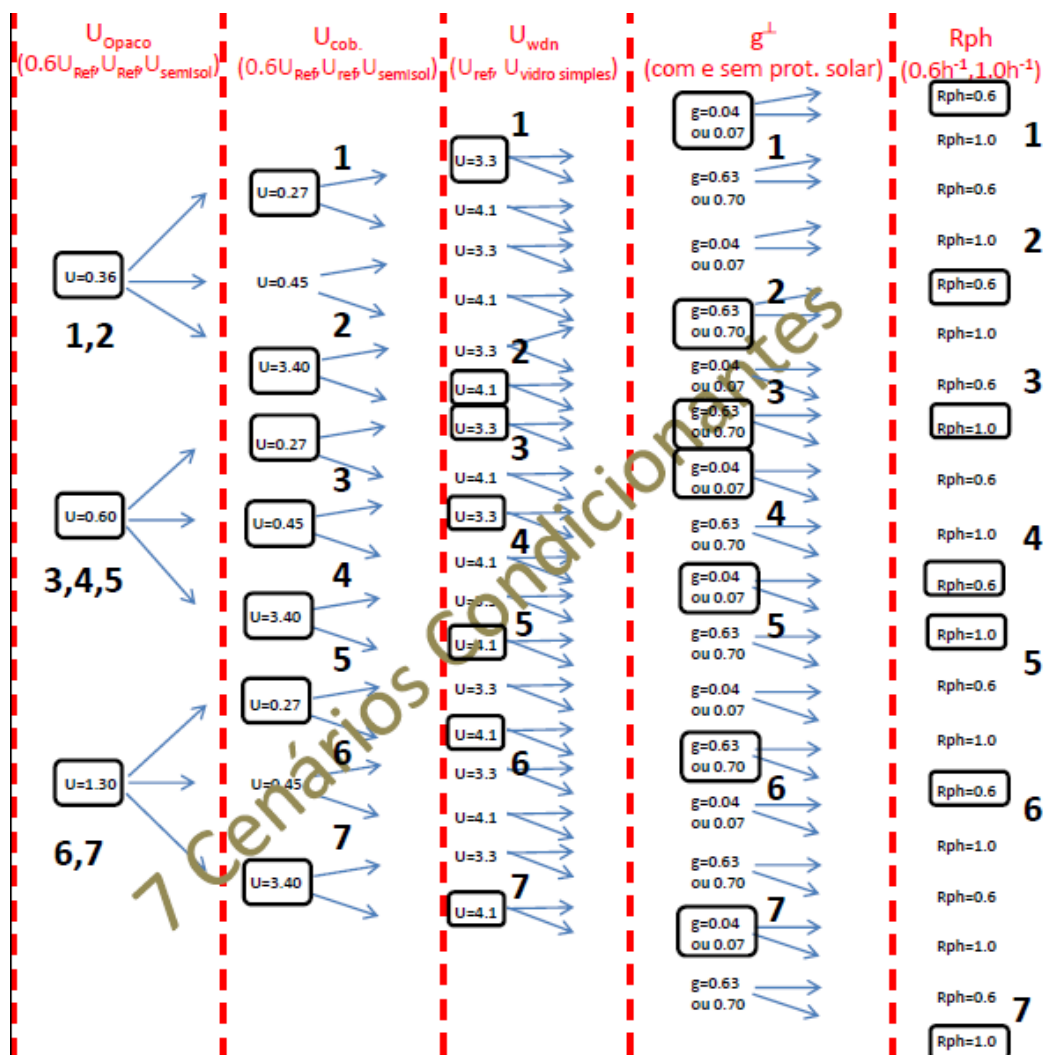 U_Opaco
(0.6U_Ref,U_Ref,U_semisol)
1,2
3,4,5
6,7
U=0.36
U=0.60
U=1.30
U_cob.
(0.6U_Ref,U_ref,U_semisol)
1
U=0.27
U=0.45
2
U=3.40
U=0.27
3
U=0.45
4
U=3.40
5
U=0.27
6
U=0.45
7
U=3.40
U_wdn
(U_ref, U_vidro simples)
1
U=3.3
U=4.1
U=3.3
U=4.1
U=3.3
2
U=4.1
U=3.3
3
U=4.1
U=3.3
4
U=4.1
U=3.3
5
U=4.1
U=3.3
U=4.1
6
U=3.3
U=4.1
U=3.3
7
U=4.1
g⊥
(com e sem prot. solar)
g=0.04
ou 0.07
1
g=0.63
ou 0.70
g=0.04
ou 0.07
2
g=0.63
ou 0.70
g=0.04
ou 0.07
3
g=0.63
ou 0.70
g=0.04
ou 0.07
4
g=0.63
ou 0.70
g=0.04
ou 0.07
5
g=0.63
ou 0.70
g=0.04
ou 0.07
g=0.63
ou 0.70
6
g=0.04
ou 0.07
g=0.63
ou 0.70
7
g=0.04
ou 0.07
g=0.63
ou 0.70
Rph
(0.6h⁻¹,1.0h⁻¹)
Rph=0.6
Rph=1.0
1
Rph=0.6
Rph=1.0
2
Rph=0.6
Rph=1.0
Rph=0.6
3
Rph=1.0
Rph=0.6
Rph=1.0
4
Rph=0.6
Rph=1.0
5
Rph=0.6
Rph=1.0
Rph=0.6
6
Rph=1.0
Rph=0.6
Rph=1.0
Rph=0.6
7
Rph=1.0
7 Cenários Condicionantes